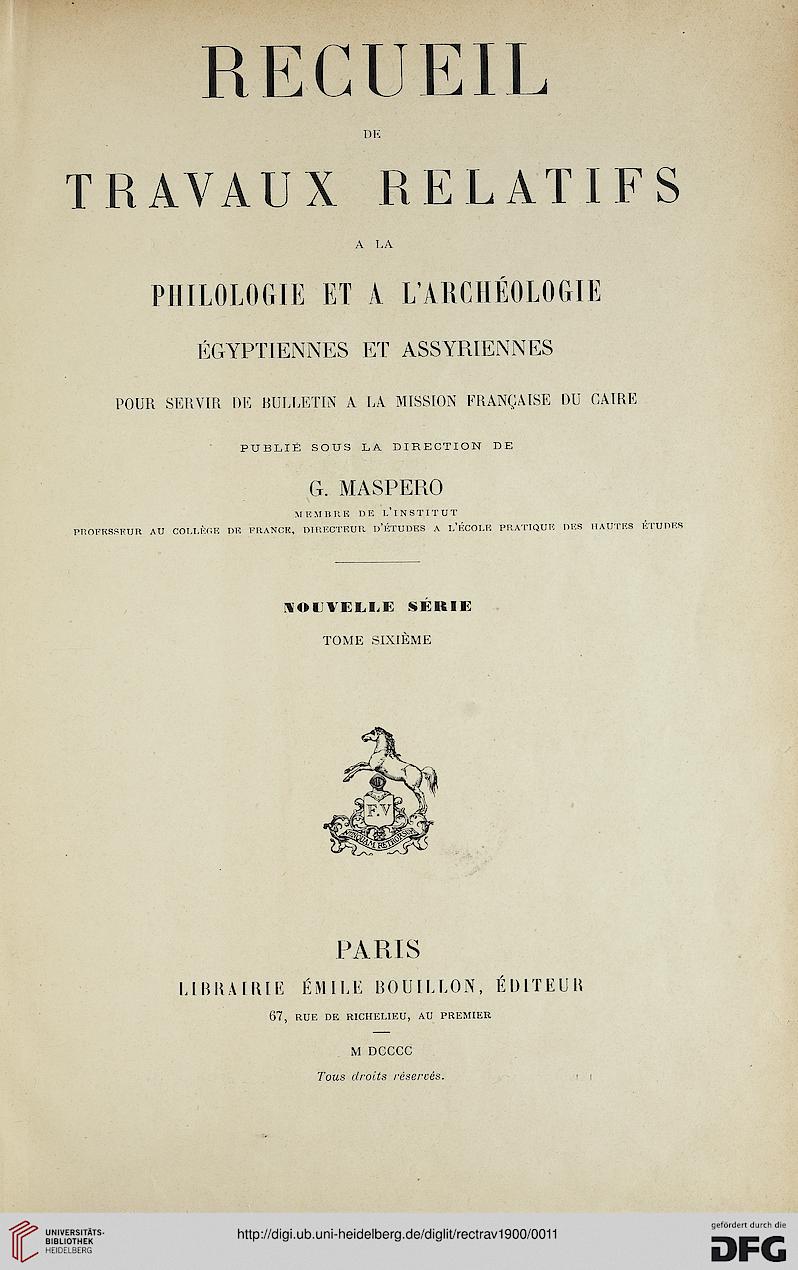 RECUEIL
DE
TRAVAUX RELATIFS
A LA
PHILOLOGIE ET A L'ARCHÉOLOGIE
ÉGYPTIENNES ET ASSYRIENNES
POUR SERVIR DE BULLETIN A LA MISSION FRANÇAISE DU CAIRE
PUBLIÉ SOUS LA DIRECTION DE
G. MASPERO
MEMBRE DE L'INSTITUT
PROFESSEUR AU COLLÈGE DE FRANCE, DIRECTEUR D'ÉTUDES A L'ÉCOLE PRATIQUE DES HAUTES ÉTUDES
NOUVELLE SÉRIE
TOME SIXIÈME
F.V
PARIS
LIBRAIRIE ÉMILE BOUILLON, ÉDITEUR
67, RUE DE RICHELIEU, AU PREMIER
M DCCCC
Tous droits réservés.
UNIVERSITÄTS-
BIBLIOTHEK
HEIDELBERG
http://digi.ub.uni-heidelberg.de/diglit/rectrav1900/0011
gefördert durch die
DFG